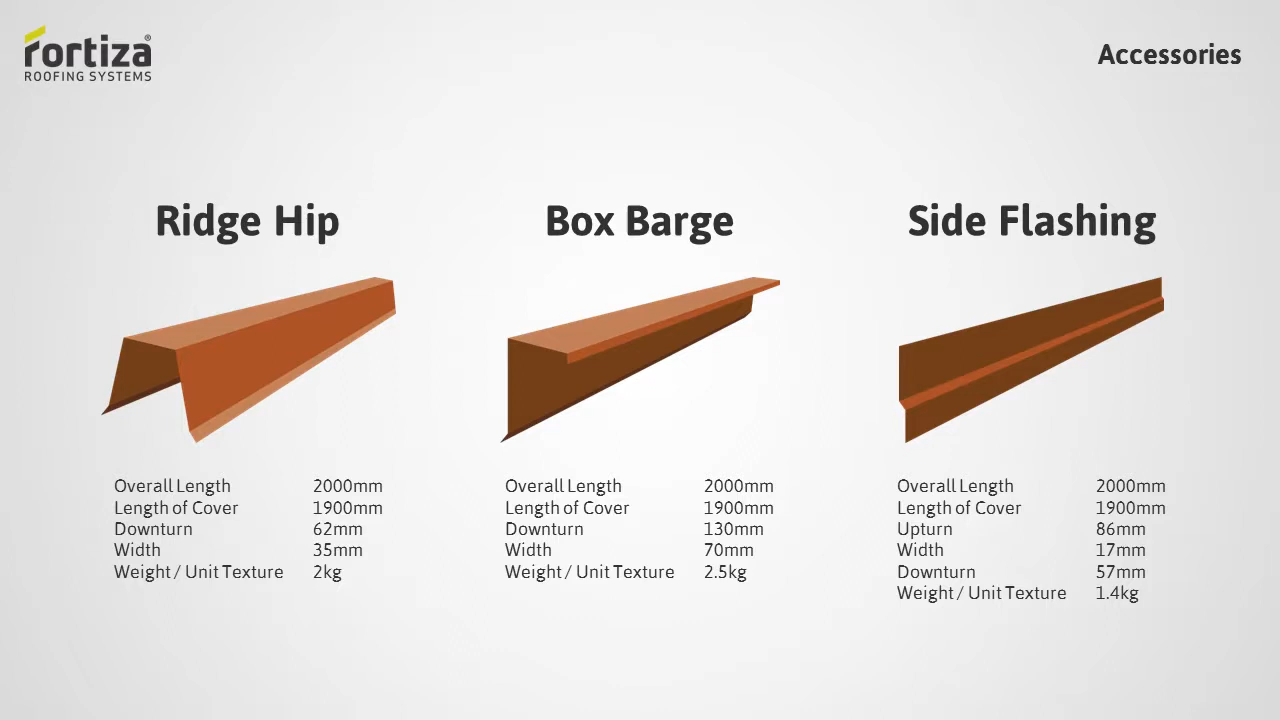 fortiza®
ROOFING SYSTEMS
Accessories
Ridge Hip
Overall Length 2000mm
Length of Cover 1900mm
Downturn 62mm
Width 35mm
Weight / Unit Texture 2kg
Box Barge
Overall Length 2000mm
Length of Cover 1900mm
Downturn 130mm
Width 70mm
Weight / Unit Texture 2.5kg
Side Flashing
Overall Length 2000mm
Length of Cover 1900mm
Upturn 86mm
Width 17mm
Downturn 57mm
Weight / Unit Texture 1.4kg